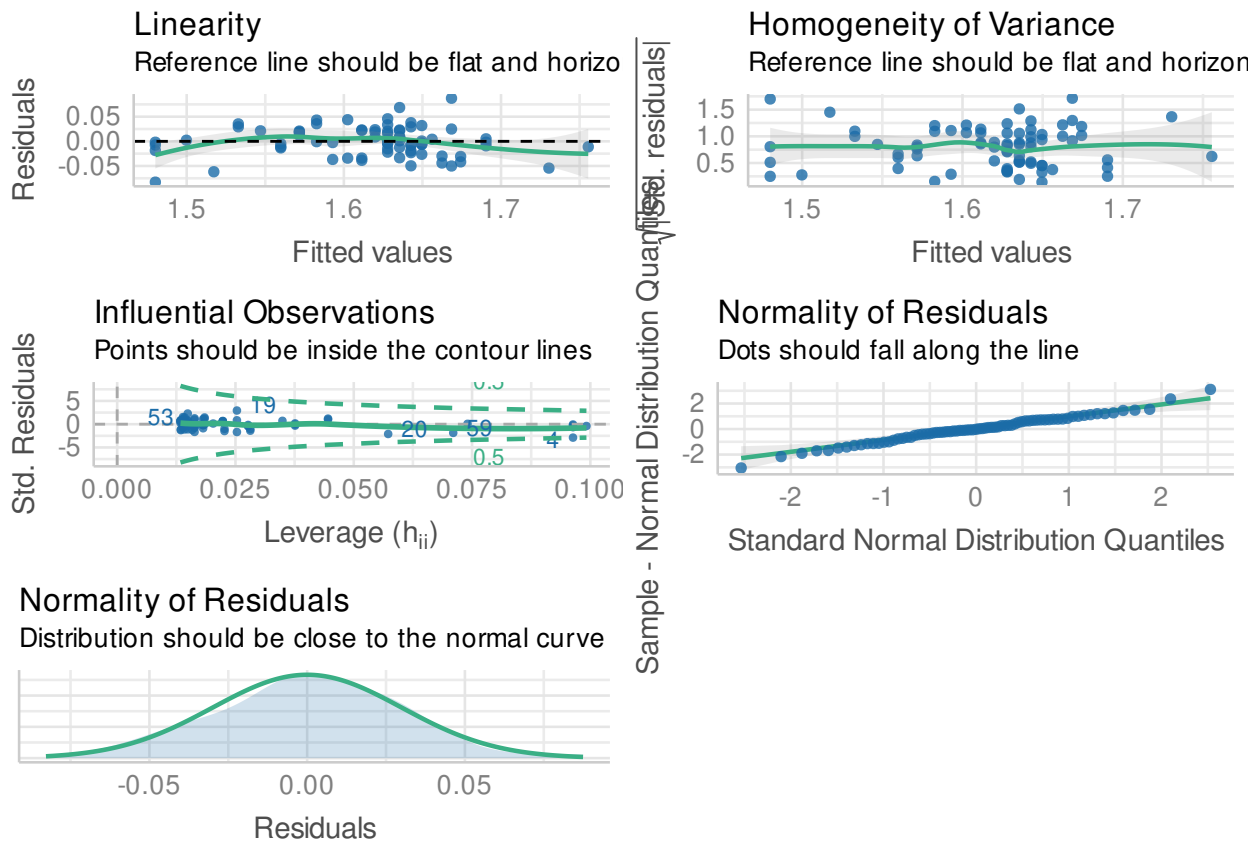 Linearity
Reference line should be flat and horizo
Residuals
0.05
0.00
-0.05
1.5
1.6
1.7
Fitted values
Homogeneity of Variance
Reference line should be flat and horizon
√|Std. residuals|
1.5
1.0
0.5
1.5
1.6
1.7
Fitted values
Influential Observations
Points should be inside the contour lines
Std. Residuals
5
0
-5
0.5
53
19
20
59
4
0.5
0.000
0.025
0.050
0.075
0.100
Leverage (hii)
Normality of Residuals
Dots should fall along the line
Sample - Normal Distribution Quantiles
2
0
-2
-2
-1
0
1
2
Standard Normal Distribution Quantiles
Normality of Residuals
Distribution should be close to the normal curve
-0.05
0.00
0.05
Residuals